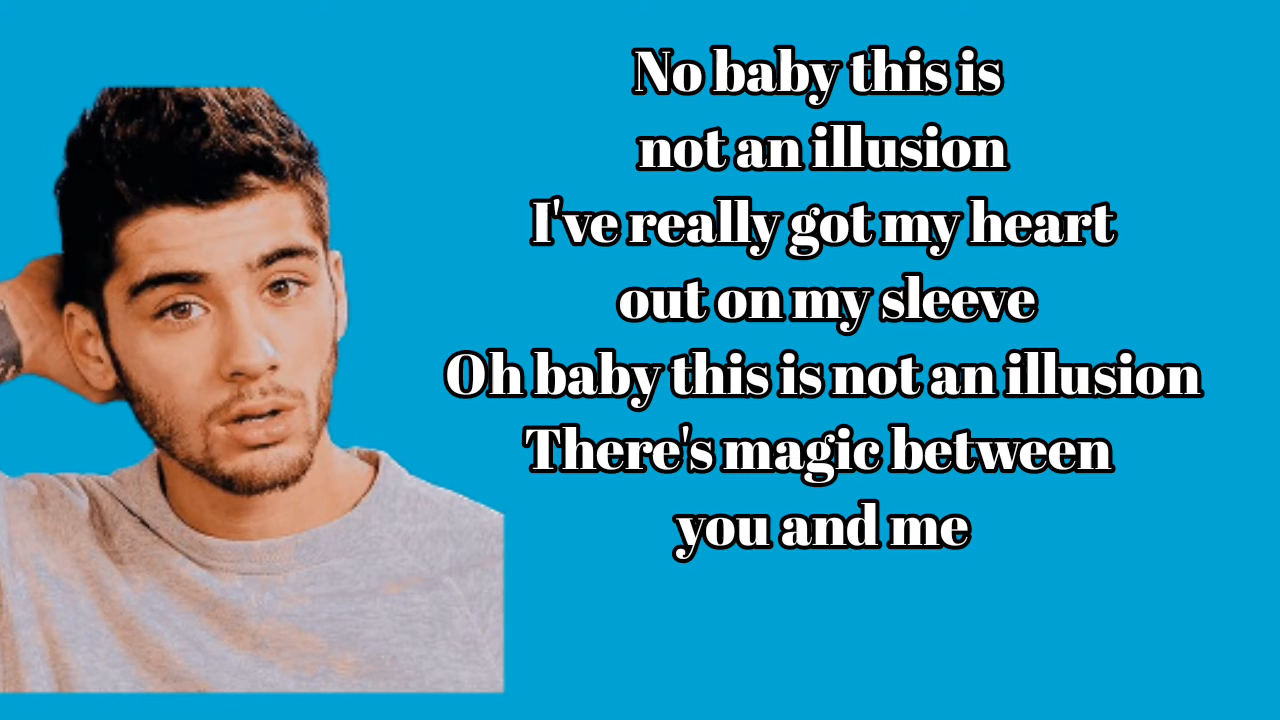 No baby this is
not an illusion
I've really got my heart
out on my sleeve
Oh baby this is not an illusion
There's magic between
you and me